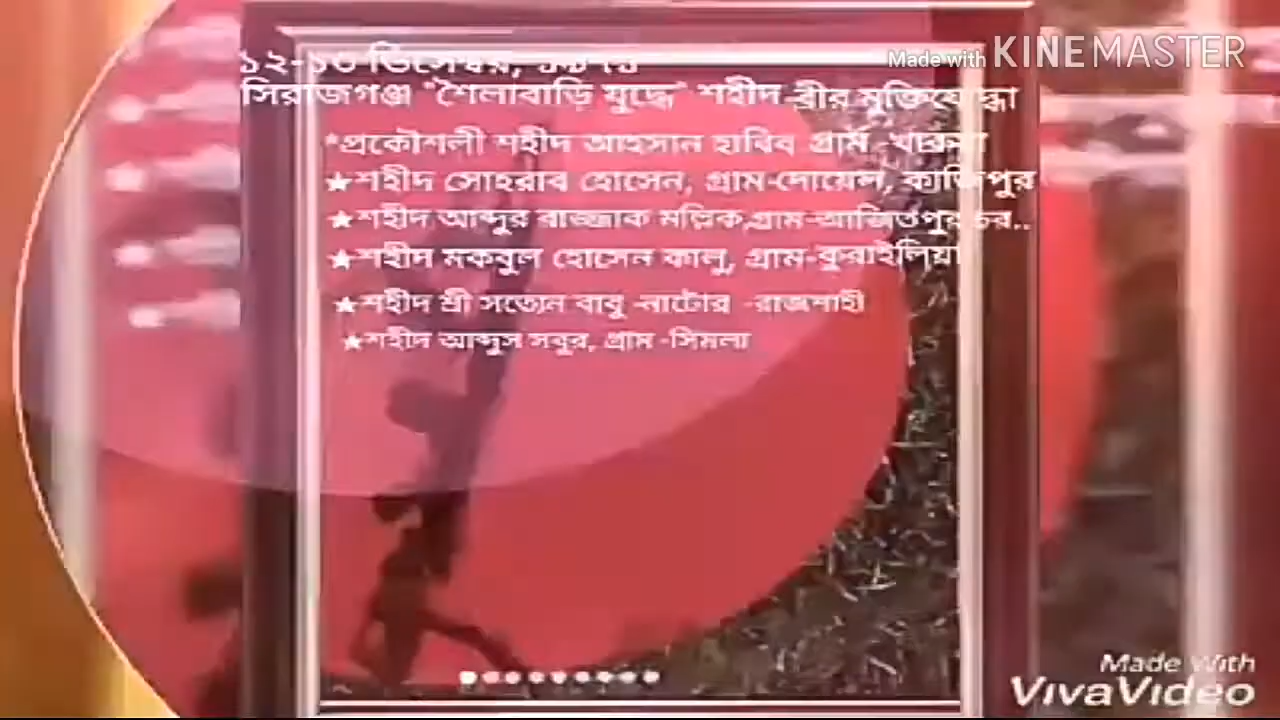 Made with KINEMASTER
১২-১৩ ডিসেম্বর, ১৯৭১
সিরাজগঞ্জ "শৈলাবাড়ি যুদ্ধে" শহীদ-বীর মুক্তিযোদ্ধা
*প্রকৌশলী শহীদ আহসান হাবিব গ্রাম -
★শহীদ সোহরাব হোসেন, গ্রাম-দোয়েল, কাজিপুর
★শহীদ আব্দুর রাজ্জাক মল্লিক,গ্রাম-আজিতপুর চর..
★শহীদ মকবুল হোসেন কালু, গ্রাম-কুরাইলিয়া
★শহীদ শ্রী সত্যেন বাবু -নাটোর -রাজশাহী
★শহীদ আব্দুস সবুর, গ্রাম -সিমলা
Made With
VivaVideo